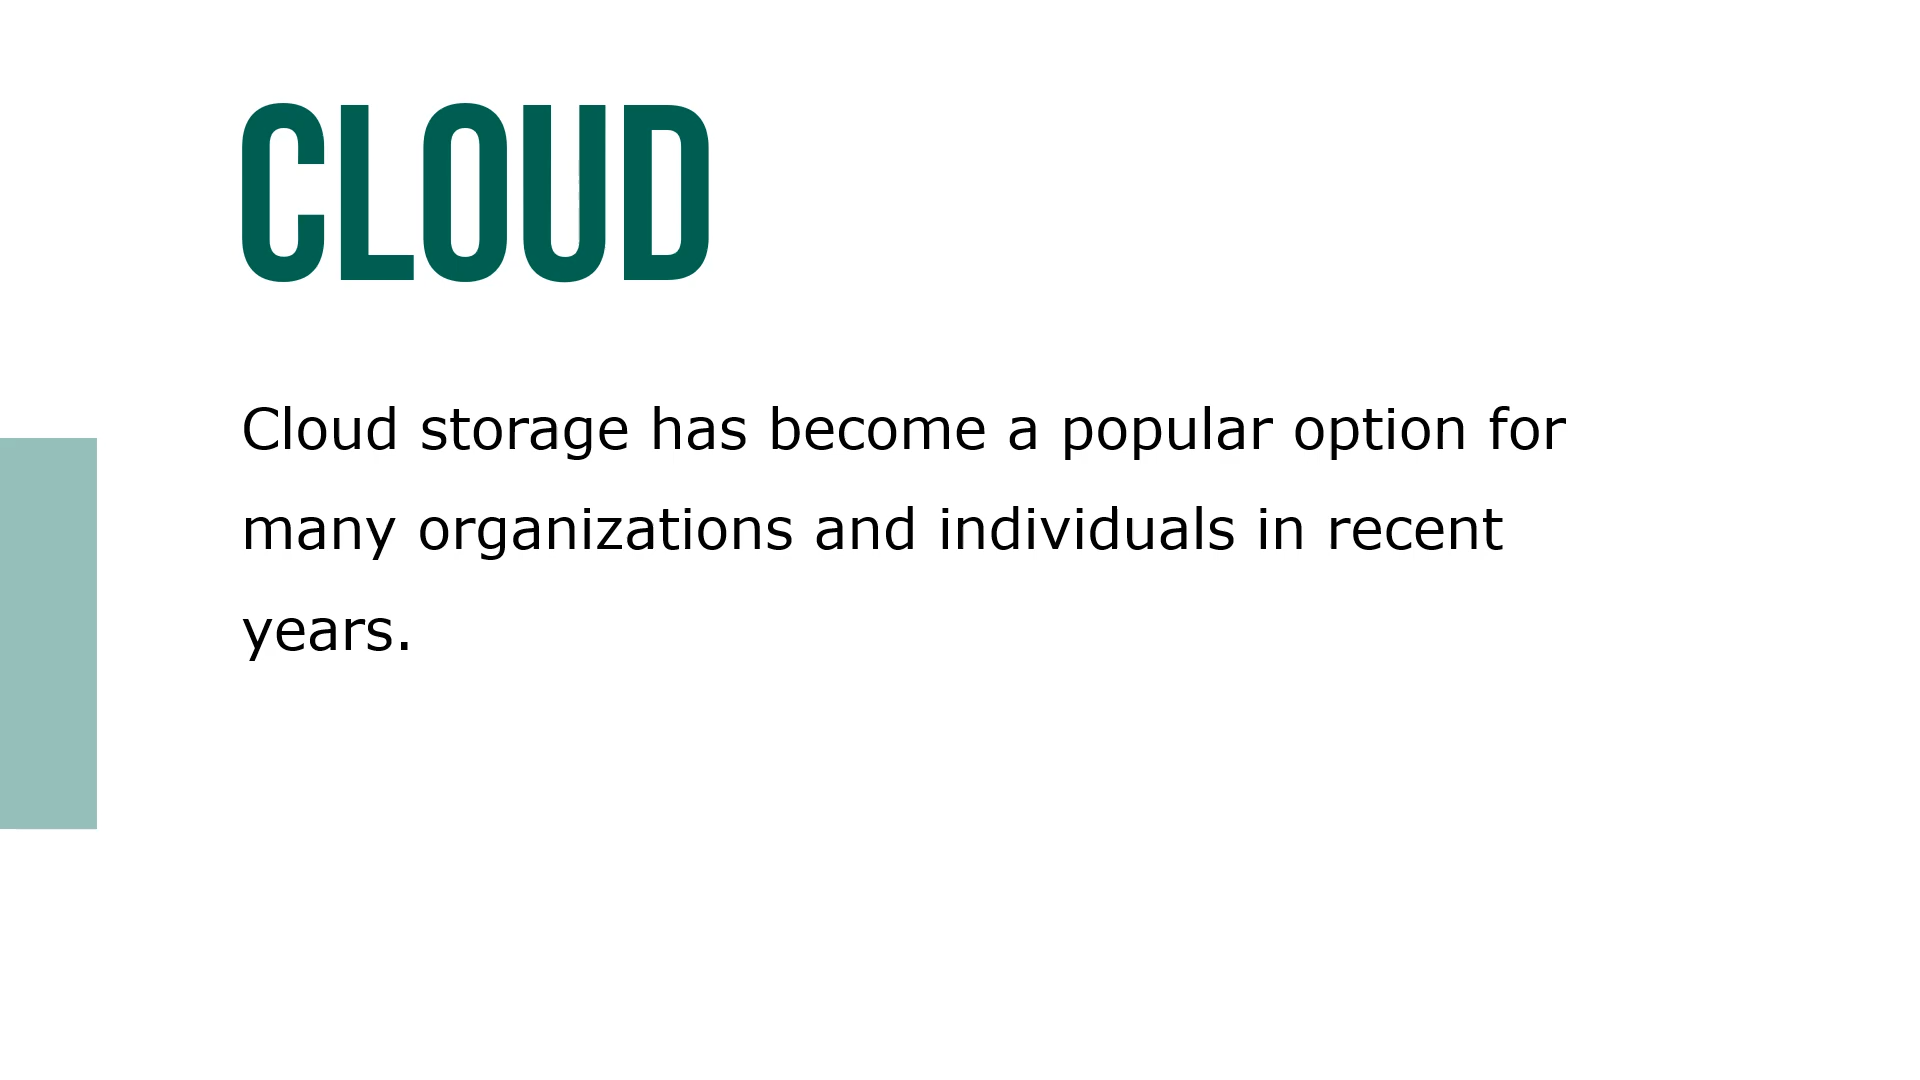 CLOUD
Cloud storage has become a popular option for
many organizations and individuals in recent
years.